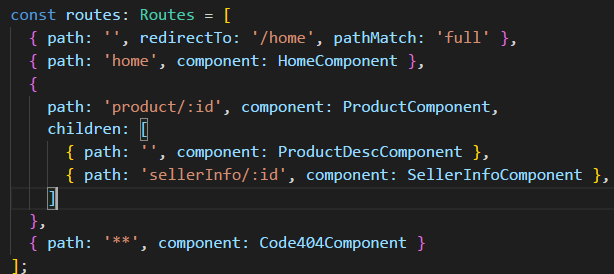 const routes: Routes = [
{ path: '', redirectTo: '/home', pathMatch: 'full' },
{ path: 'home', component: HomeComponent },
{
path: 'product/:id', component: ProductComponent,
children: [
{ path: '', component: ProductDescComponent },
{ path: 'sellerInfo/:id', component: SellerInfoComponent },
]
},
{ path: '**', component: Code404Component }
];